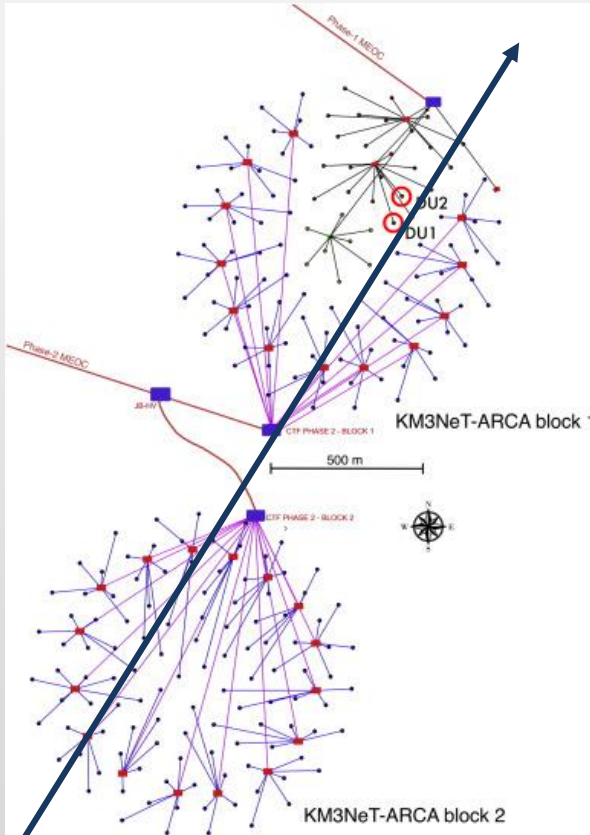 Phase-1 MEOC
DU2
DU1
Phase-2 MEOC
JB-HV
CTF PHASE 2 - BLOCK 1
KM3NeT-ARCA block 1
500 m
CTF PHASE 2 - BLOCK 2
N
W
E
S
KM3NeT-ARCA block 2